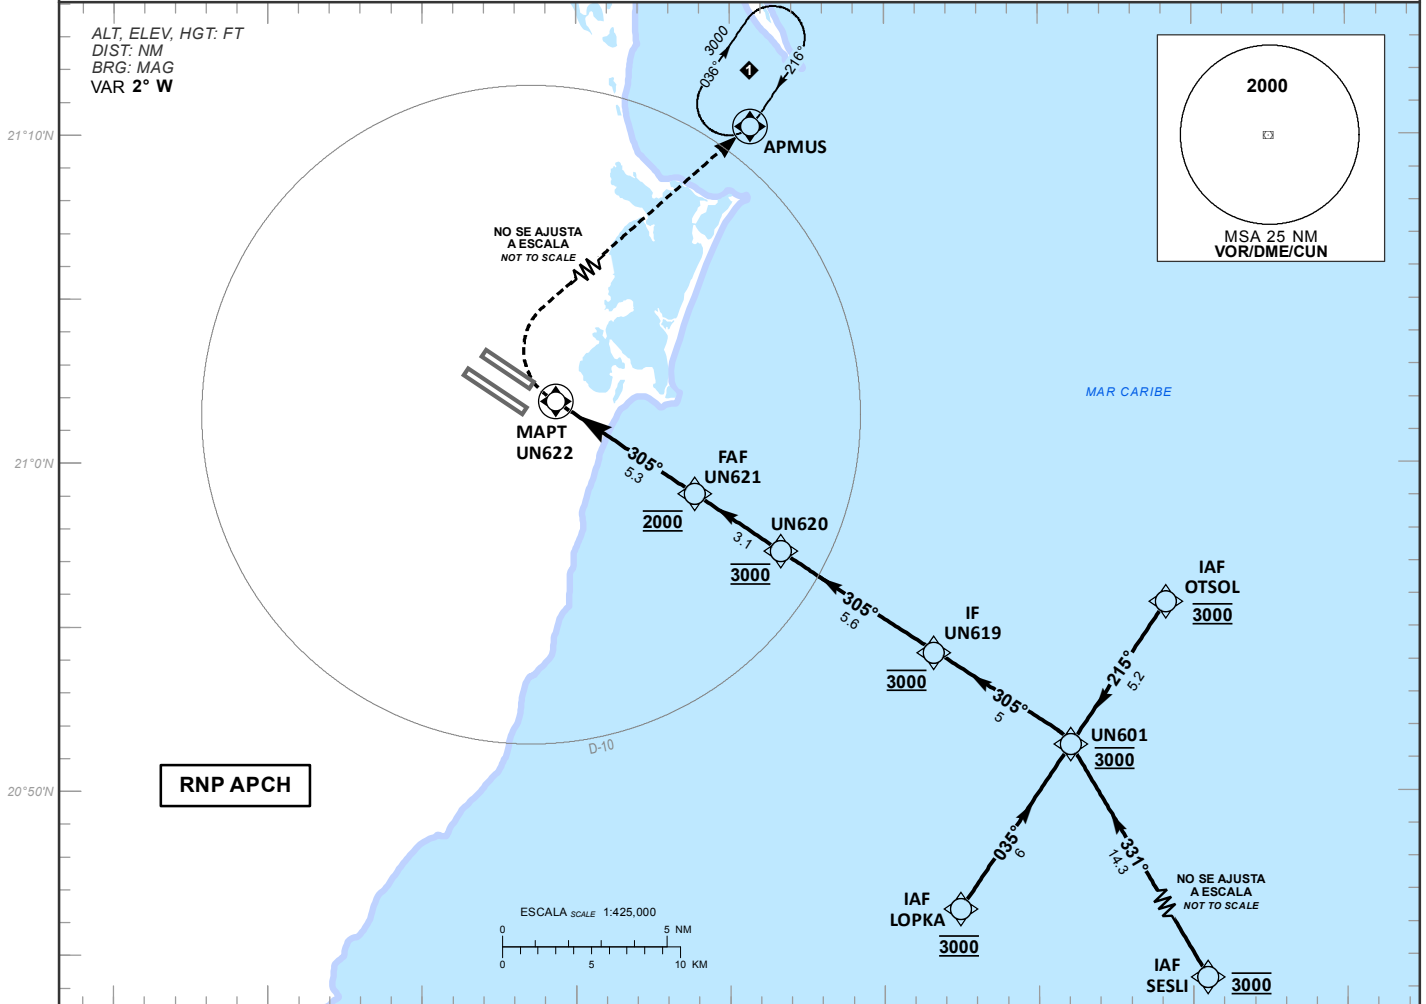 ALT, ELEV, HGT: FT
DIST: NM
BRG: MAG
VAR 2° W
3000
036°
216°
1
APMUS
2000
MSA 25 NM
VOR/DME/CUN
21°10'N
NO SE AJUSTA
A ESCALA
NOT TO SCALE
MAR CARIBE
MAPT
UN622
21°0'N
305°
5.3
FAF
UN621
2000
3.1
UN620
3000
305°
5.6
IF
UN619
3000
305°
5
IAF
OTSOL
3000
215°
5.2
UN601
3000
D-10
RNP APCH
20°50'N
035°
6
331°
14.3
NO SE AJUSTA
A ESCALA
NOT TO SCALE
IAF
LOPKA
3000
IAF
SESLI
3000
ESCALA SCALE 1:425,000
0 5 NM
0 5 10 KM